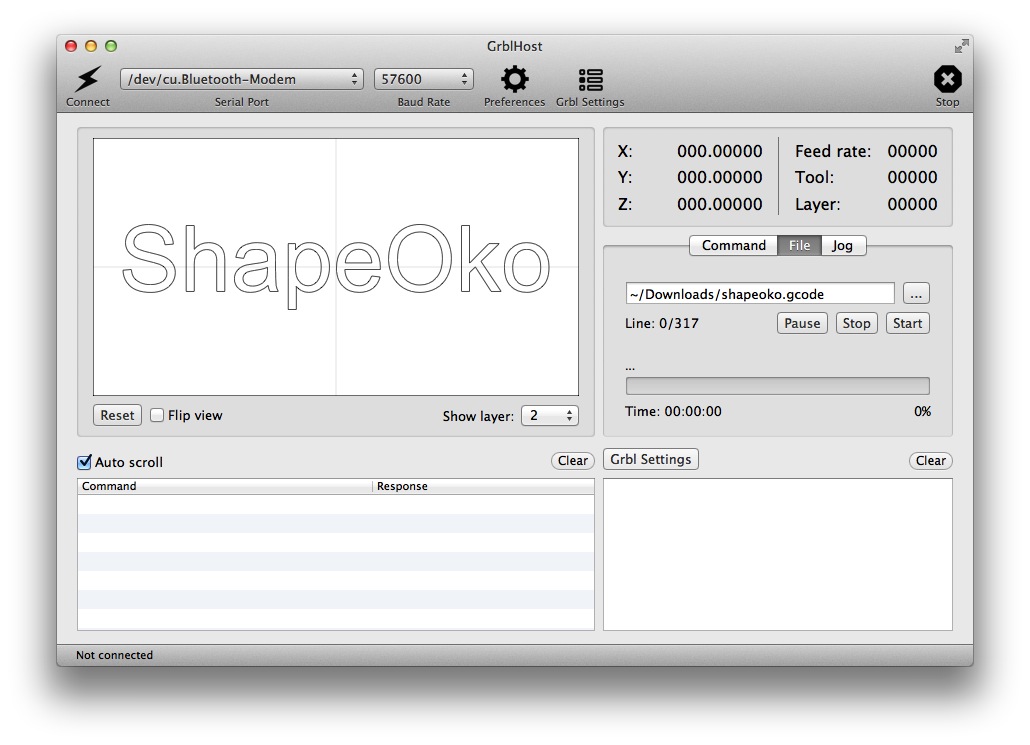 GrblHost
/dev/cu.Bluetooth-Modem 57600
Connect Serial Port Baud Rate Preferences Grbl Settings Stop
X: 000.00000 Feed rate: 00000
Y: 000.00000 Tool: 00000
Z: 000.00000 Layer: 00000
ShapeOko
Command File Jog
~/Downloads/shapeoko.gcode ...
Line: 0/317 Pause Stop Start
...
Time: 00:00:00 0%
Reset Flip view Show layer: 2
Auto scroll Clear Grbl Settings Clear
Command Response
Not connected